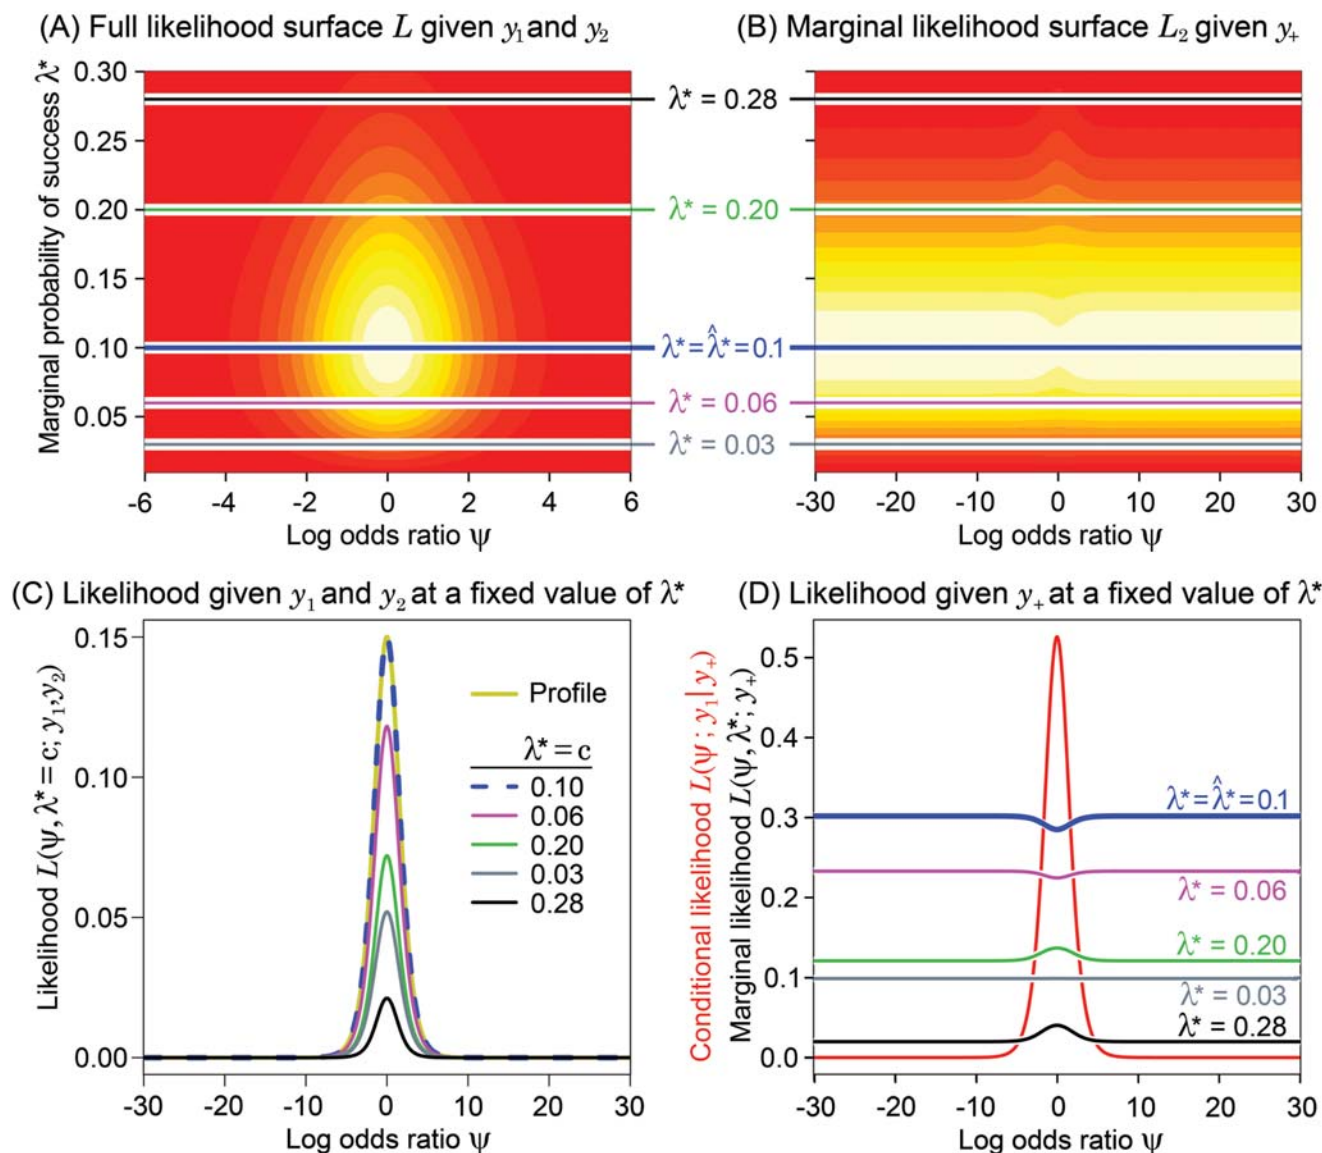 (A) Full likelihood surface L given y₁ and y₂
(B) Marginal likelihood surface L₂ given y₊
Marginal probability of success λ*
0.30
0.25
0.20
0.15
0.10
0.05
-6 -4 -2 0 2 4 6
Log odds ratio ψ
λ* = 0.28
λ* = 0.20
λ* = λ̂* = 0.1
λ* = 0.06
λ* = 0.03
-30 -20 -10 0 10 20 30
Log odds ratio ψ
(C) Likelihood given y₁ and y₂ at a fixed value of λ*
(D) Likelihood given y₊ at a fixed value of λ*
Likelihood L(ψ, λ* = c; y₁,y₂)
0.15
0.10
0.05
0.00
Profile
λ* = c
0.10
0.06
0.20
0.03
0.28
-30 -20 -10 0 10 20 30
Log odds ratio ψ
Conditional likelihood L(ψ; y₁|y₊)
Marginal likelihood L(ψ, λ*; y₊)
0.5
0.4
0.3
0.2
0.1
0.0
λ* = λ̂* = 0.1
λ* = 0.06
λ* = 0.20
λ* = 0.03
λ* = 0.28
-30 -20 -10 0 10 20 30
Log odds ratio ψ